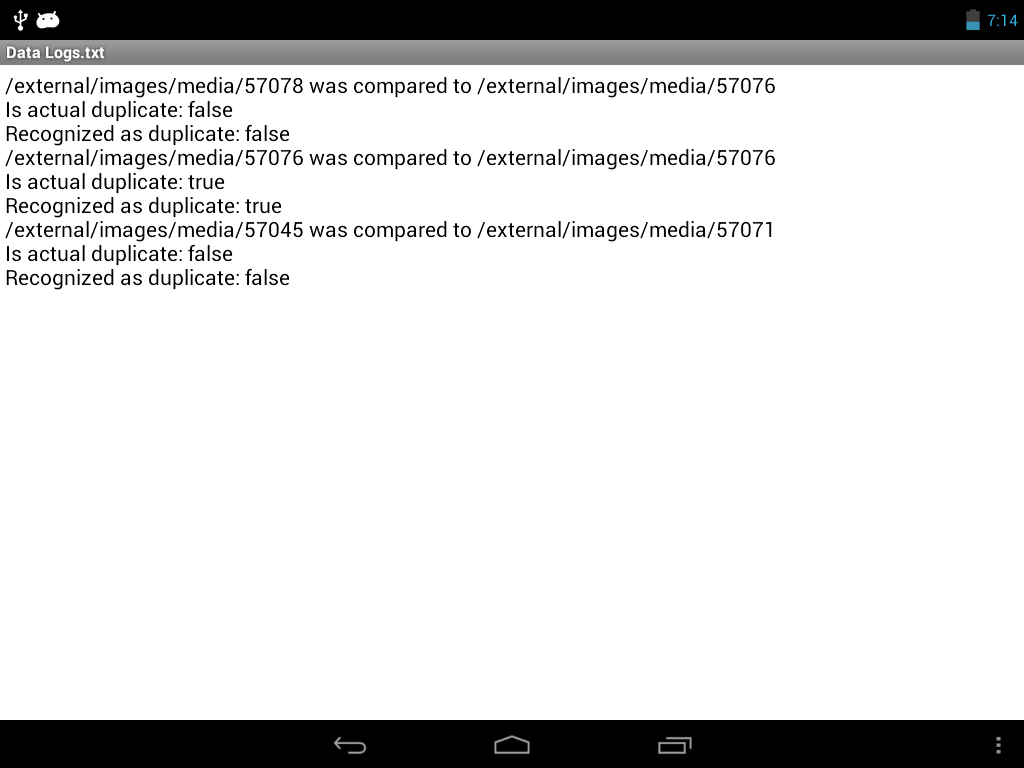 7:14
Data Logs.txt
/external/images/media/57078 was compared to /external/images/media/57076
Is actual duplicate: false
Recognized as duplicate: false
/external/images/media/57076 was compared to /external/images/media/57076
Is actual duplicate: true
Recognized as duplicate: true
/external/images/media/57045 was compared to /external/images/media/57071
Is actual duplicate: false
Recognized as duplicate: false